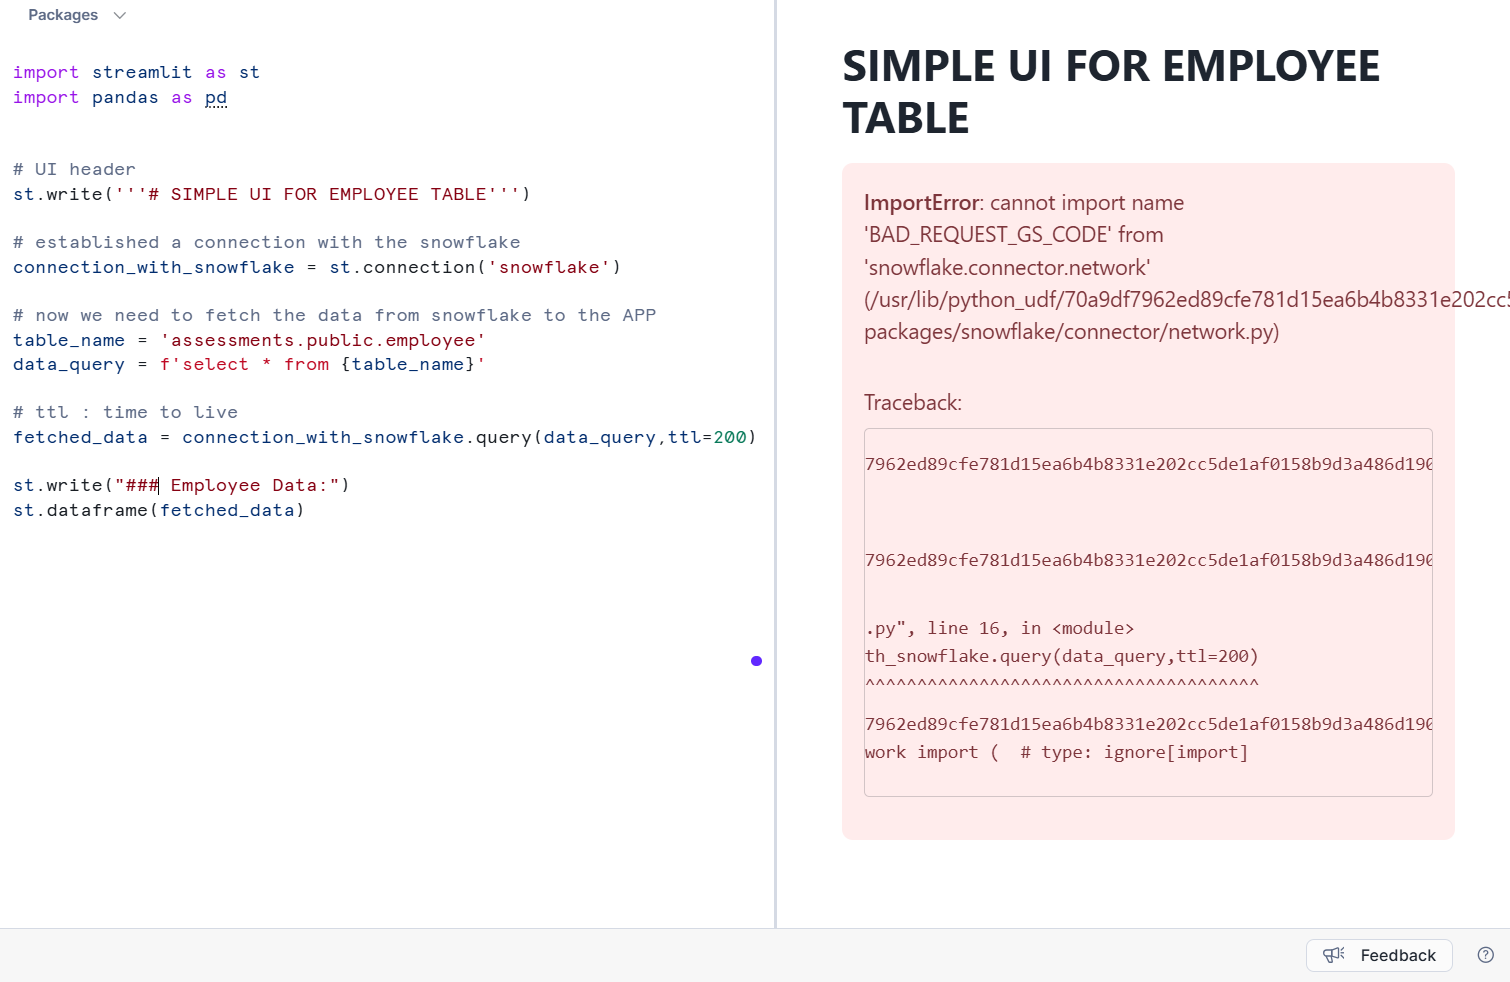 Packages
import streamlit as st
import pandas as pd
# UI header
st.write('''# SIMPLE UI FOR EMPLOYEE TABLE''')
# established a connection with the snowflake
connection_with_snowflake = st.connection('snowflake')
# now we need to fetch the data from snowflake to the APP
table_name = 'assessments.public.employee'
data_query = f'select * from {table_name}'
# ttl : time to live
fetched_data = connection_with_snowflake.query(data_query,ttl=200)
st.write("### Employee Data:")
st.dataframe(fetched_data)
SIMPLE UI FOR EMPLOYEE
TABLE
ImportError: cannot import name
'BAD_REQUEST_GS_CODE' from
'snowflake.connector.network'
(/usr/lib/python_udf/70a9df7962ed89cfe781d15ea6b4b8331e202cc5
packages/snowflake/connector/network.py)
Traceback:
7962ed89cfe781d15ea6b4b8331e202cc5de1af0158b9d3a486d190
7962ed89cfe781d15ea6b4b8331e202cc5de1af0158b9d3a486d190
.py", line 16, in <module>
th_snowflake.query(data_query,ttl=200)
^^^^^^^^^^^^^^^^^^^^^^^^^^^^^^^^^^^^^^
7962ed89cfe781d15ea6b4b8331e202cc5de1af0158b9d3a486d190
work import (  # type: ignore[import]
Feedback